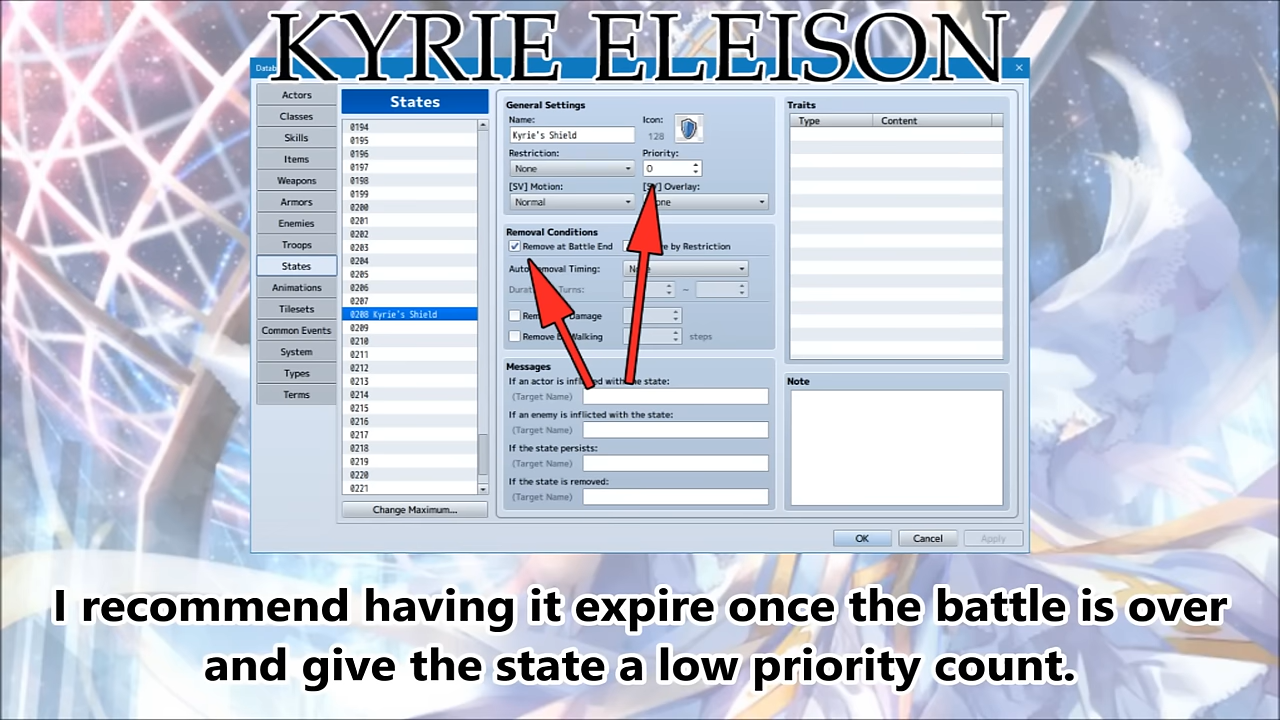 KYRIE ELEISON
Datab
Actors
Classes
Skills
Items
Weapons
Armors
Enemies
Troops
States
Animations
Tilesets
Common Events
System
Types
Terms
States
0194
0195
0196
0197
0198
0199
0200
0201
0202
0203
0204
0205
0206
0207
0208 Kyrie's Shield
0209
0210
0211
0212
0213
0214
0215
0216
0217
0218
0219
0220
0221
Change Maximum...
General Settings
Name: Icon:
Kyrie's Shield 128
Restriction: Priority:
None 0
[SV] Motion: [SV] Overlay:
Normal
Removal Conditions
Remove at Battle End by Restriction
Timing:
Turns: ~
Damage
Walking steps
Messages
If an actor is inflicted with the state:
(Target Name)
If an enemy is inflicted with the state:
(Target Name)
If the state persists:
(Target Name)
If the state is removed:
(Target Name)
Traits
Type Content
Note
OK Cancel Apply
I recommend having it expire once the battle is over
and give the state a low priority count.